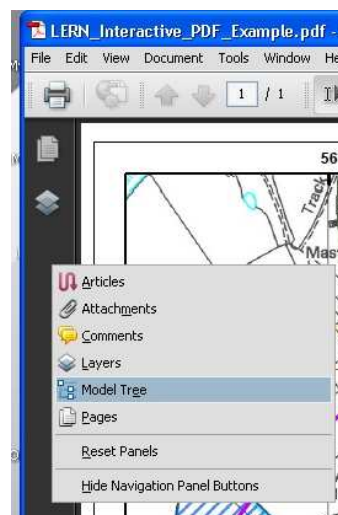 LERN_Interactive_PDF_Example.pdf -
File Edit View Document Tools Window He
1 / 1
56
Track
Mas
Articles
Attachments
Comments
Layers
Model Tree
Pages
Reset Panels
Hide Navigation Panel Buttons